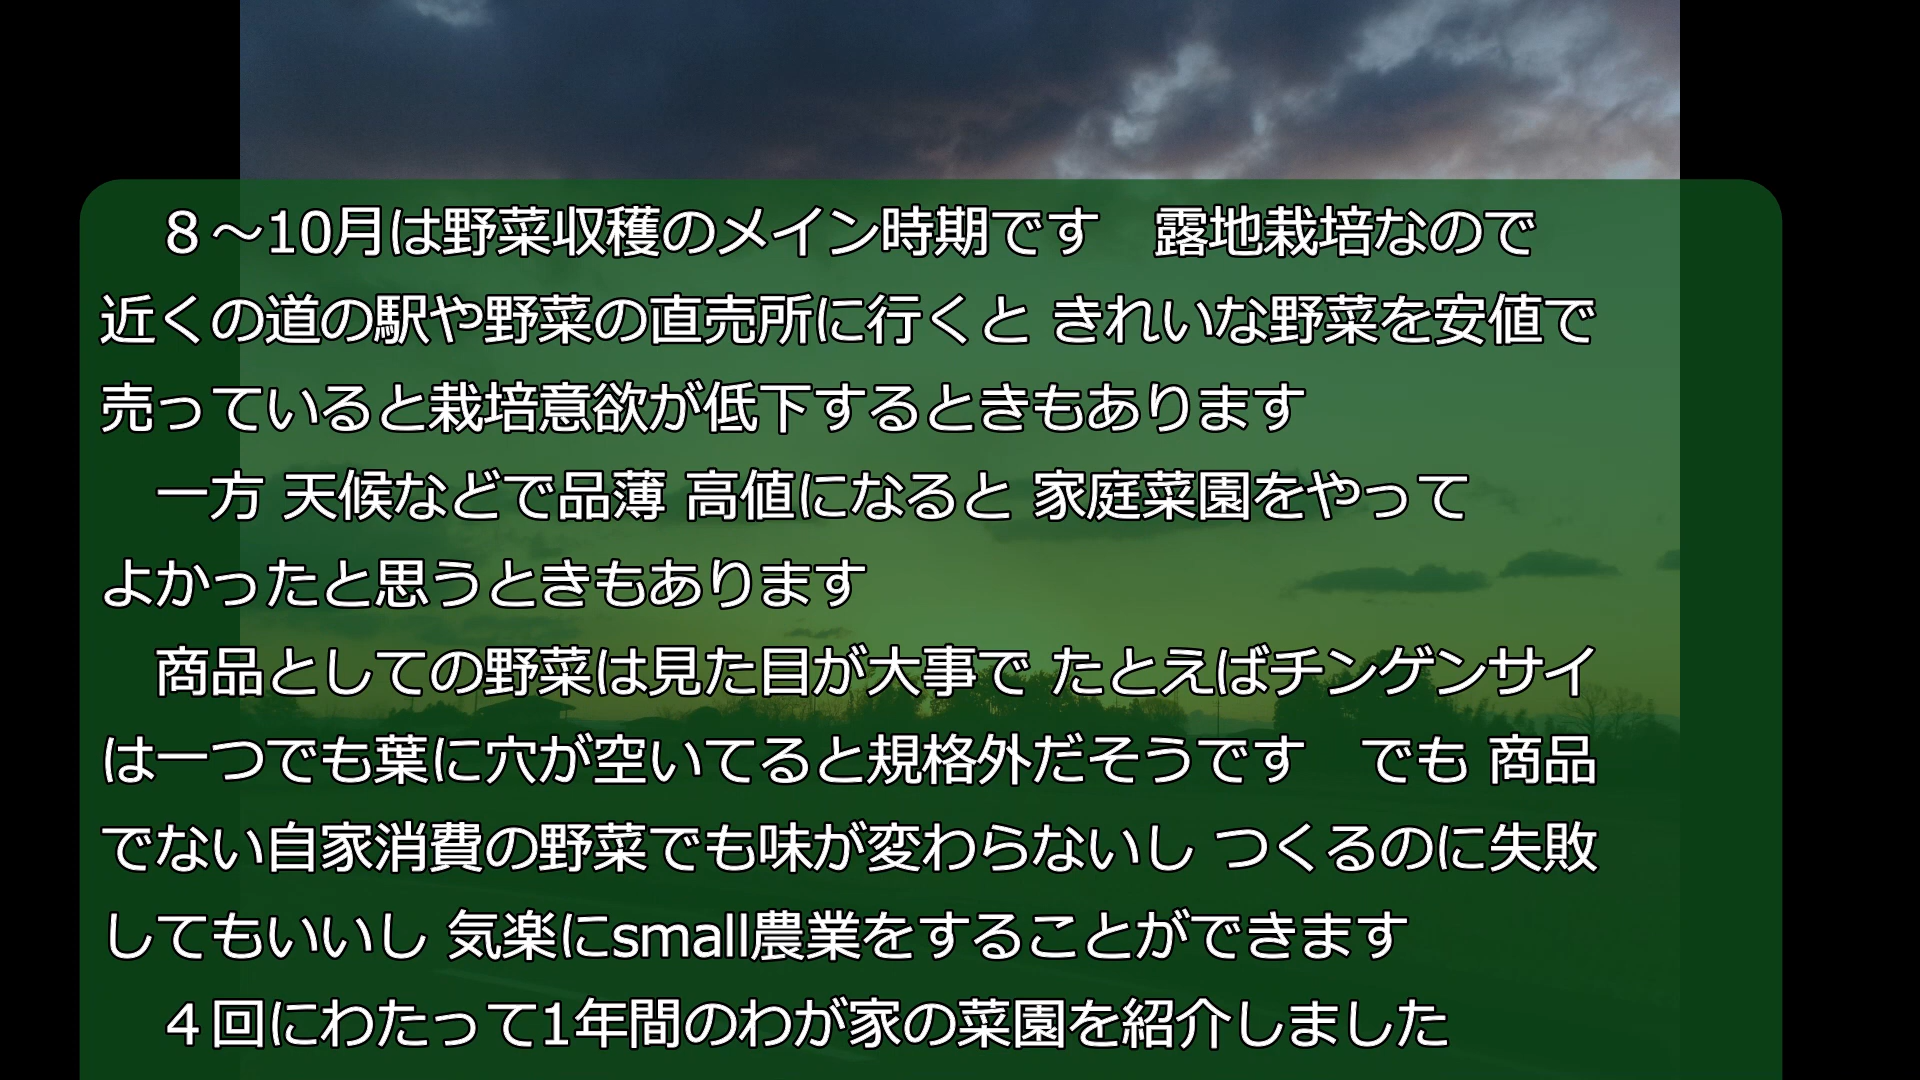 ８～10月は野菜収穫のメイン時期です　露地栽培なので
近くの道の駅や野菜の直売所に行くと きれいな野菜を安値で
売っていると栽培意欲が低下するときもあります
　一方 天候などで品薄 高値になると 家庭菜園をやって
よかったと思うときもあります
　商品としての野菜は見た目が大事で たとえばチンゲンサイ
は一つでも葉に穴が空いてると規格外だそうです　でも 商品
でない自家消費の野菜でも味が変わらないし つくるのに失敗
してもいいし 気楽にsmall農業をすることができます
　４回にわたって1年間のわが家の菜園を紹介しました